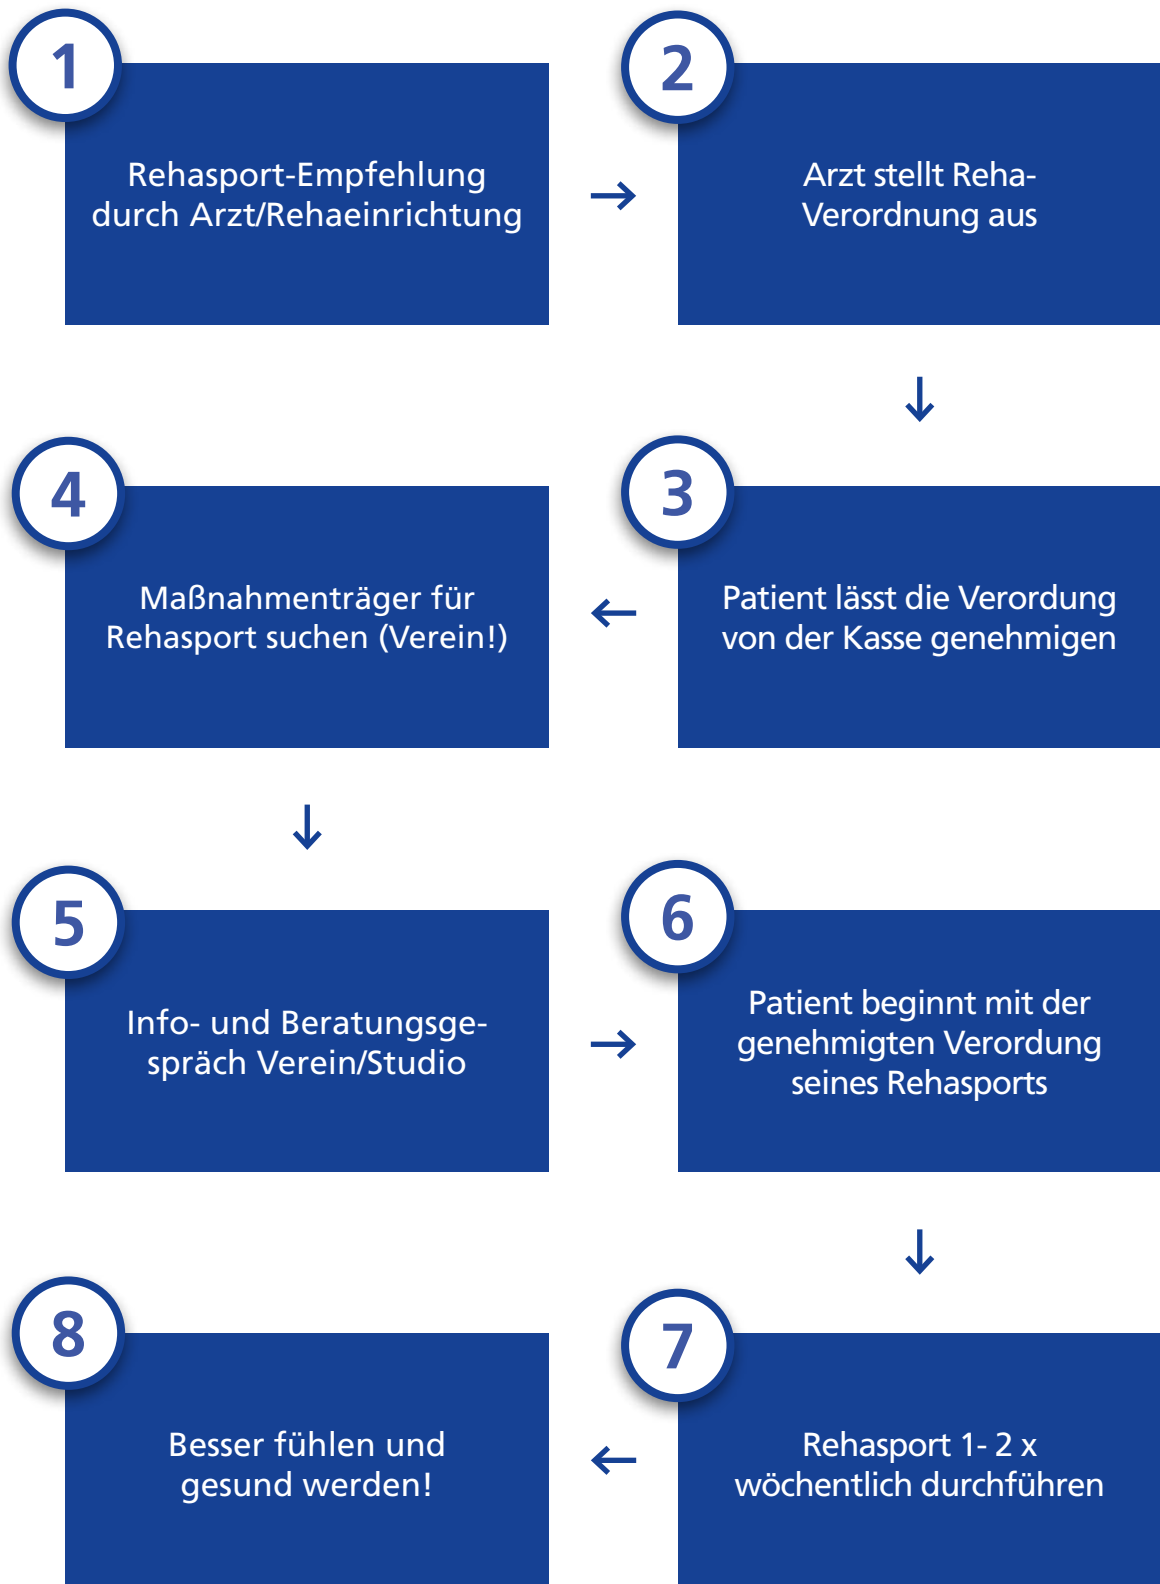 1
Rehasport-Empfehlung
durch Arzt/Rehaeinrichtung
→
2
Arzt stellt Reha-
Verordnung aus
↓
3
Patient lässt die Verordung
von der Kasse genehmigen
←
4
Maßnahmenträger für
Rehasport suchen (Verein!)
↓
5
Info- und Beratungsge-
spräch Verein/Studio
→
6
Patient beginnt mit der
genehmigten Verordung
seines Rehasports
↓
7
Rehasport 1- 2 x
wöchentlich durchführen
←
8
Besser fühlen und
gesund werden!